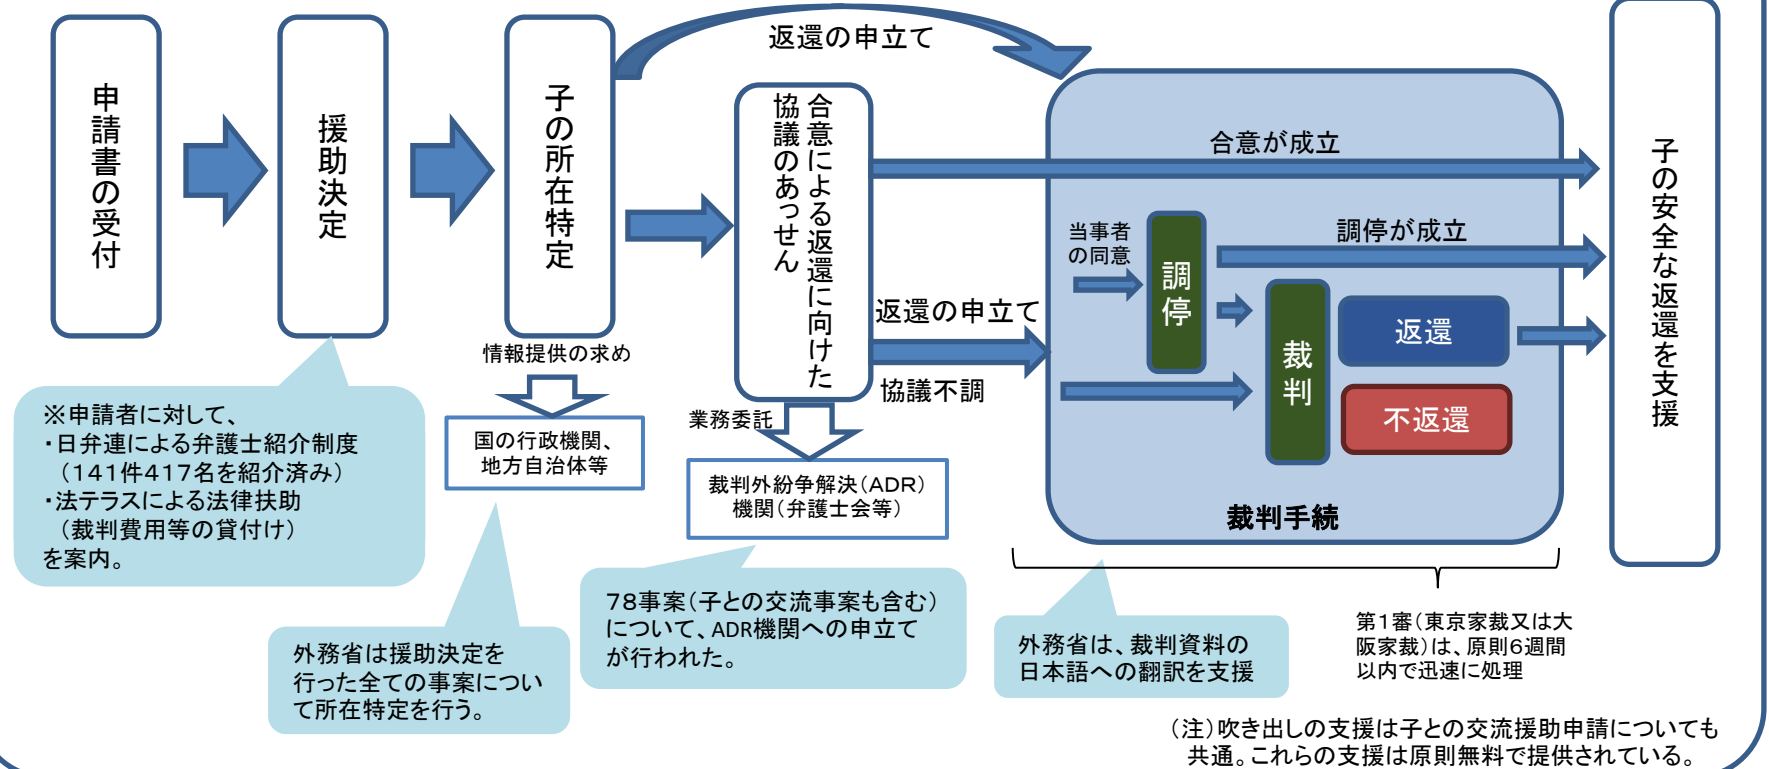 申請書の受付
援助決定
子の所在特定
返還の申立て
合意による返還に向けた
協議のあっせん
合意が成立
当事者
の同意
調停
調停が成立
返還の申立て
協議不調
裁判
返還
不返還
裁判手続
子の安全な返還を支援
情報提供の求め
国の行政機関、
地方自治体等
業務委託
裁判外紛争解決(ADR)
機関(弁護士会等)
※申請者に対して、
・日弁連による弁護士紹介制度
(141件417名を紹介済み)
・法テラスによる法律扶助
(裁判費用等の貸付け)
を案内。
外務省は援助決定を
行った全ての事案につい
て所在特定を行う。
78事案(子との交流事案も含む)
について、ADR機関への申立て
が行われた。
外務省は、裁判資料の
日本語への翻訳を支援
第1審(東京家裁又は大
阪家裁)は、原則6週間
以内で迅速に処理
(注)吹き出しの支援は子との交流援助申請についても
共通。これらの支援は原則無料で提供されている。